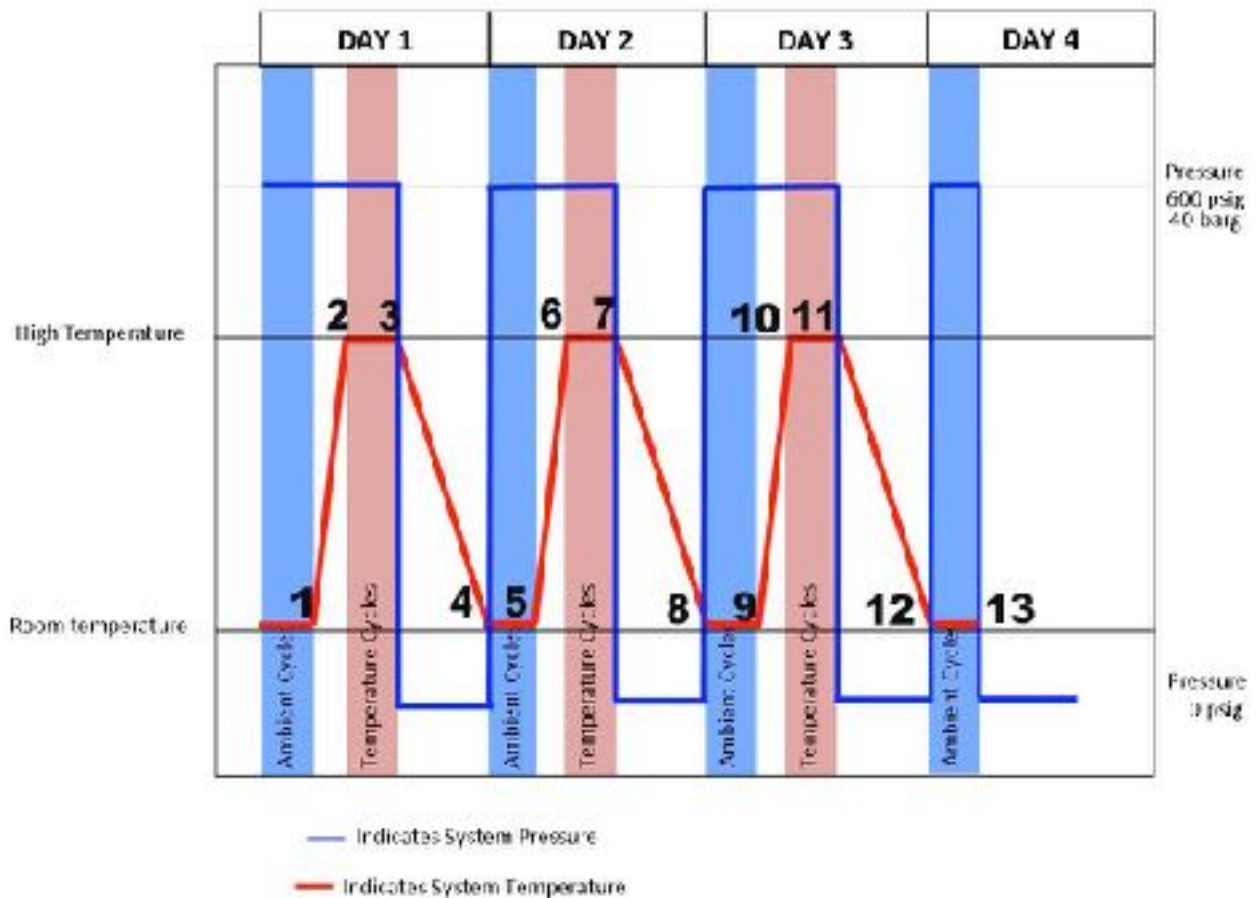 DAY 1 DAY 2 DAY 3 DAY 4
Pressure
600 psig
40 barg
2 3 6 7 10 11
High Temperature
1 4 5 8 9 12 13
Room temperature
Ambient Cycles Temperature Cycles Ambient Cycles Temperature Cycles Ambient Cycles Temperature Cycles Ambient Cycles
Pressure
0 psig
Indicates System Pressure
Indicates System Temperature